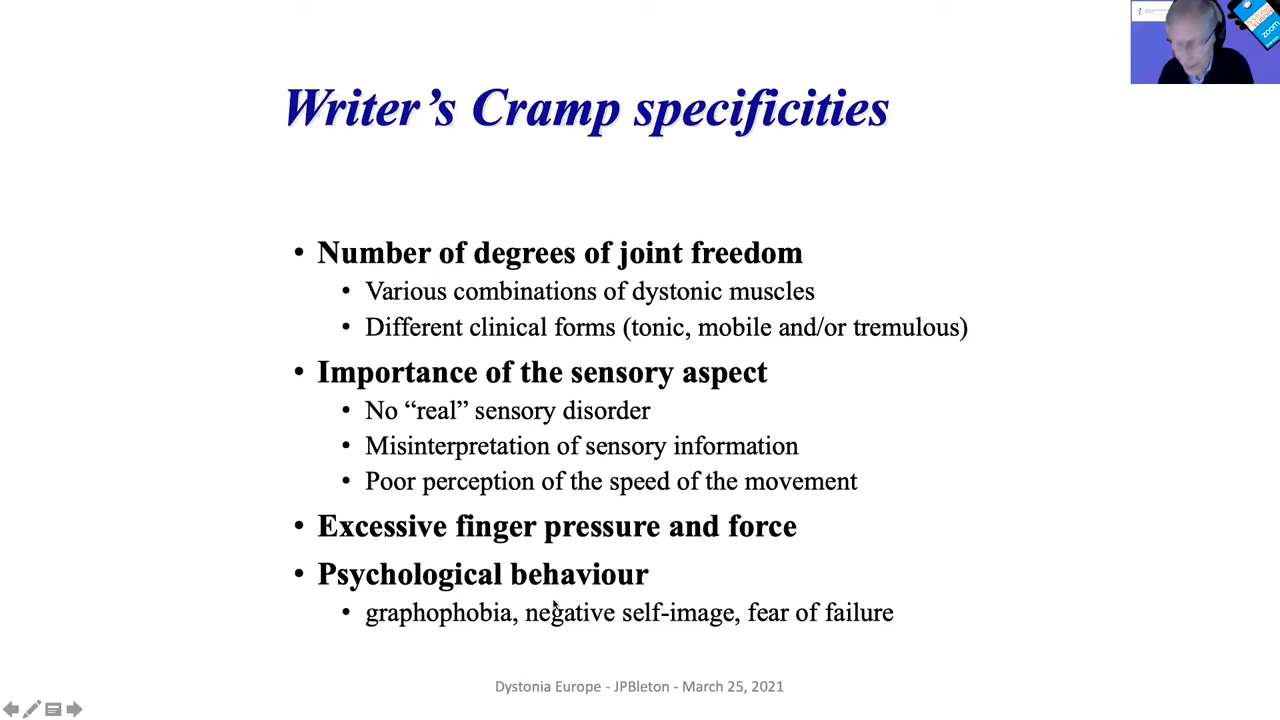 zoom
Writer’s Cramp specificities
• Number of degrees of joint freedom
• Various combinations of dystonic muscles
• Different clinical forms (tonic, mobile and/or tremulous)
• Importance of the sensory aspect
• No “real” sensory disorder
• Misinterpretation of sensory information
• Poor perception of the speed of the movement
• Excessive finger pressure and force
• Psychological behaviour
• graphophobia, negative self-image, fear of failure
Dystonia Europe - JPBleton - March 25, 2021